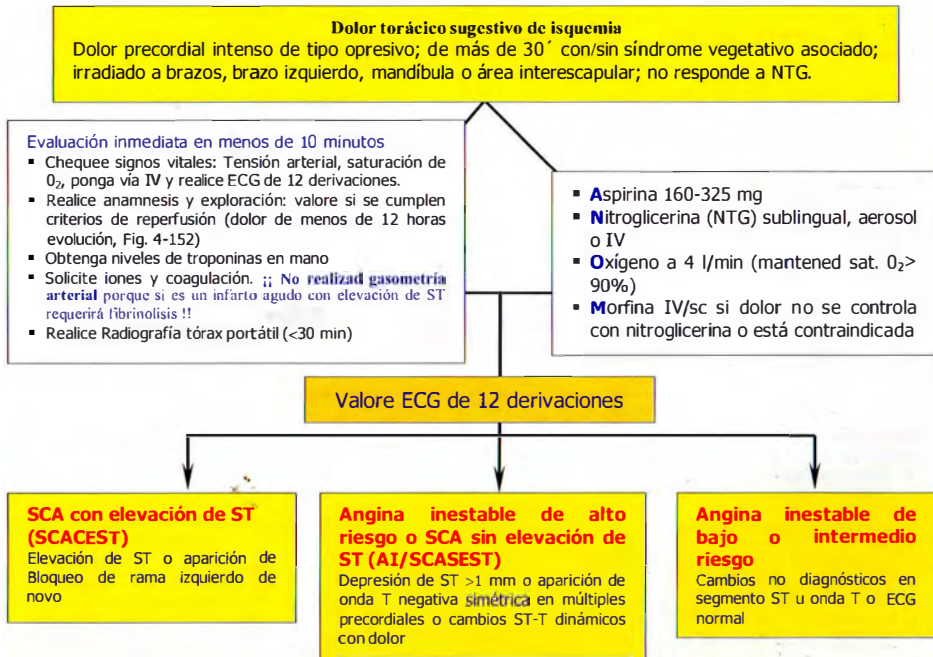 Dolor torácico sugestivo de isquemia
Dolor precordial intenso de tipo opresivo; de más de 30´ con/sin síndrome vegetativo asociado;
irradiado a brazos, brazo izquierdo, mandíbula o área interescapular; no responde a NTG.
Evaluación inmediata en menos de 10 minutos
▪ Chequee signos vitales: Tensión arterial, saturación de
0₂, ponga vía IV y realice ECG de 12 derivaciones.
▪ Realice anamnesis y exploración: valore si se cumplen
criterios de reperfusión (dolor de menos de 12 horas
evolución, Fig. 4-152)
▪ Obtenga niveles de troponinas en mano
▪ Solicite iones y coagulación. ¡¡ No realizad gasometría
arterial porque si es un infarto agudo con elevación de ST
requerirá fibrinolisis !!
▪ Realice Radiografía tórax portátil (<30 min)
▪ Aspirina 160-325 mg
▪ Nitroglicerina (NTG) sublingual, aerosol
o IV
▪ Oxígeno a 4 l/min (mantened sat. 0₂>
90%)
▪ Morfina IV/sc si dolor no se controla
con nitroglicerina o está contraindicada
Valore ECG de 12 derivaciones
SCA con elevación de ST
(SCACEST)
Elevación de ST o aparición de
Bloqueo de rama izquierdo de
novo
Angina inestable de alto
riesgo o SCA sin elevación de
ST (AI/SCASEST)
Depresión de ST >1 mm o aparición de
onda T negativa simétrica en múltiples
precordiales o cambios ST-T dinámicos
con dolor
Angina inestable de
bajo o intermedio
riesgo
Cambios no diagnósticos en
segmento ST u onda T o ECG
normal